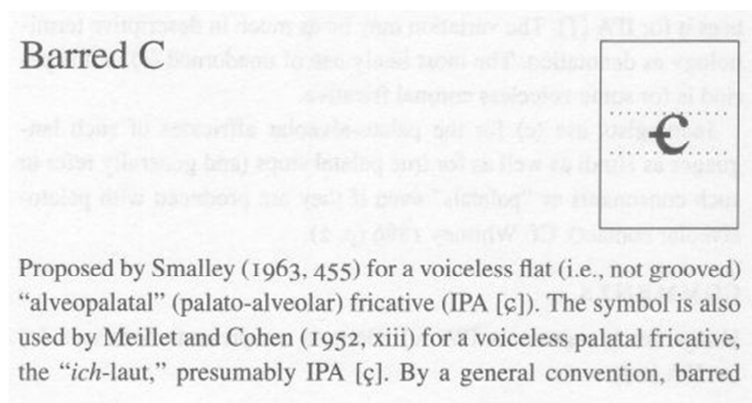 Barred C
ꞓ
Proposed by Smalley (1963, 455) for a voiceless flat (i.e., not grooved)
“alveopalatal” (palato-alveolar) fricative (IPA [ɕ]). The symbol is also
used by Meillet and Cohen (1952, xiii) for a voiceless palatal fricative,
the “ich-laut,” presumably IPA [ç]. By a general convention, barred